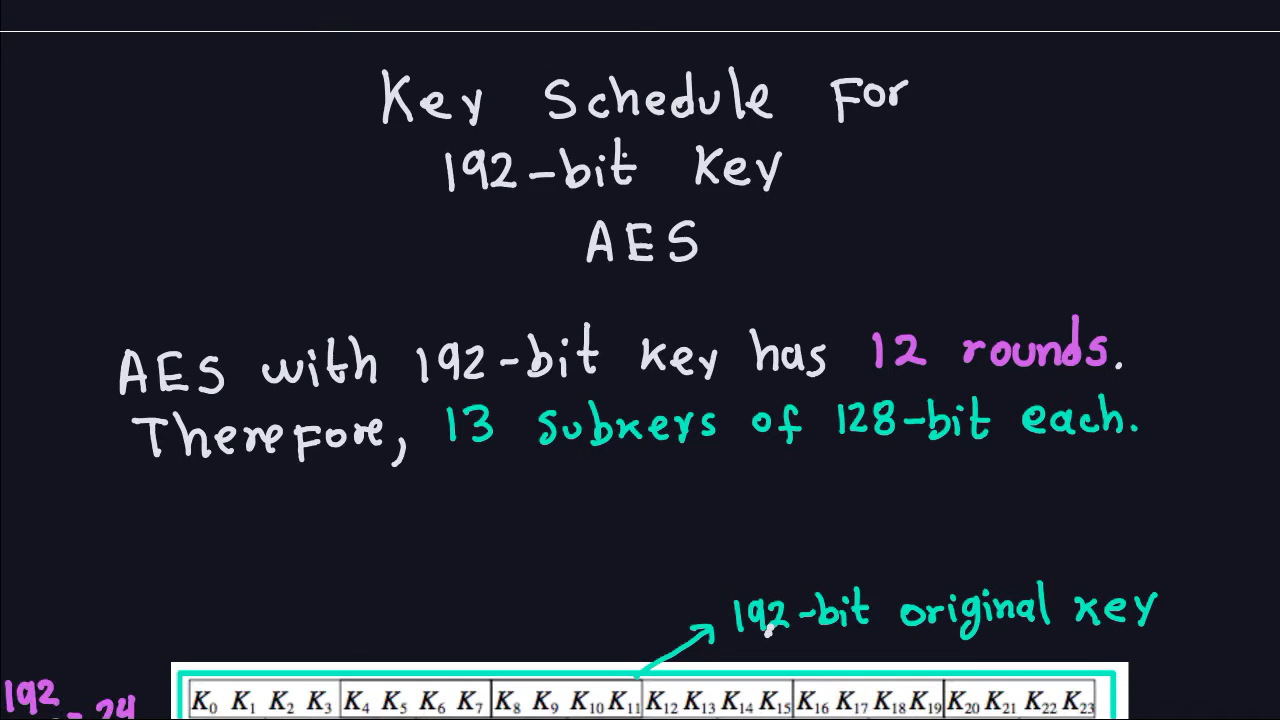 Key Schedule For
192-bit Key
AES
AES with 192-bit key has 12 rounds.
Therefore, 13 subkeys of 128-bit each.
192-bit original key
192
= 24
K0 K1 K2 K3 K4 K5 K6 K7 K8 K9 K10 K11 K12 K13 K14 K15 K16 K17 K18 K19 K20 K21 K22 K23